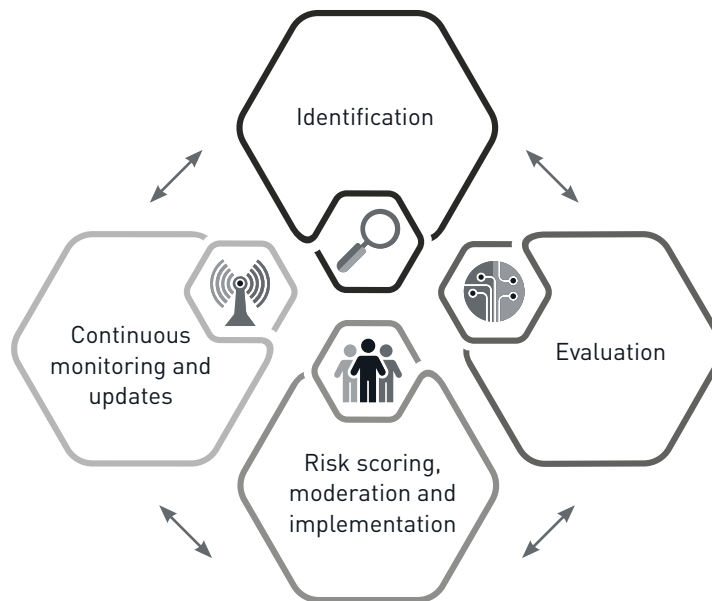 Identification
Evaluation
Risk scoring,
moderation and
implementation
Continuous
monitoring and
updates